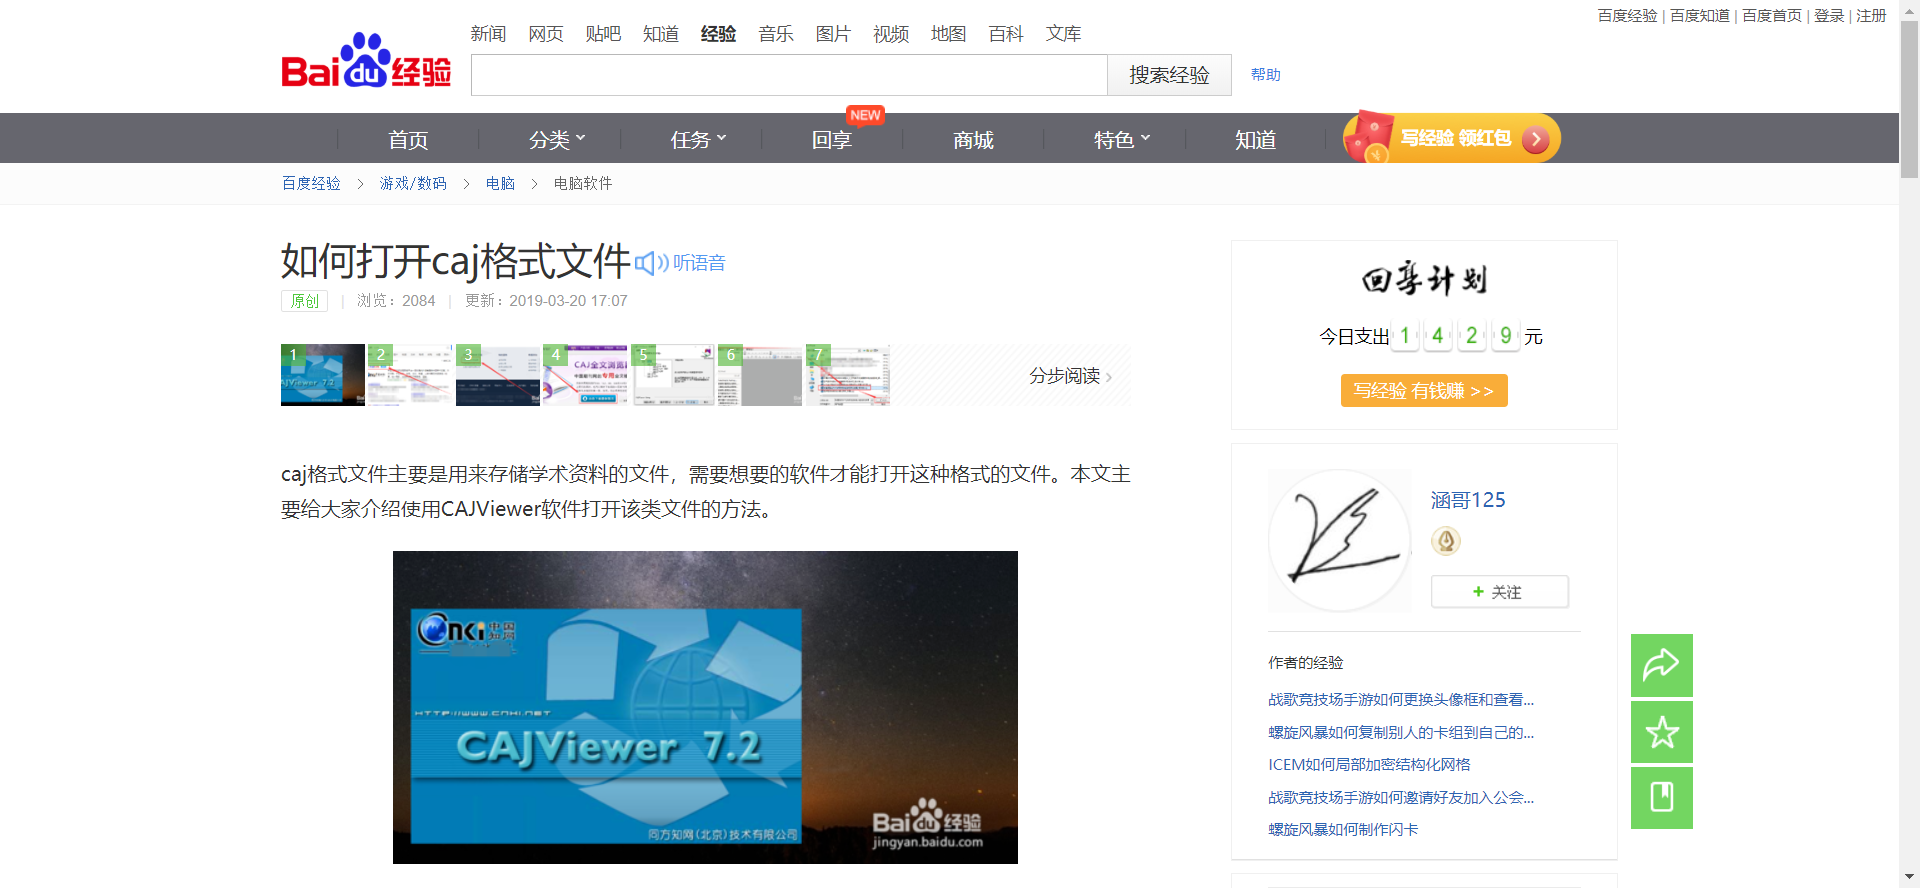 百度经验 | 百度知道 | 百度首页 | 登录 | 注册
新闻 网页 贴吧 知道 经验 音乐 图片 视频 地图 百科 文库
Baidu经验
搜索经验 帮助
NEW
首页 分类 任务 回享 商城 特色 知道 写经验 领红包
百度经验 > 游戏/数码 > 电脑 > 电脑软件
如何打开caj格式文件 听语音
原创 | 浏览：2084 | 更新：2019-03-20 17:07
1 2 3 4 5 6 7
CAJ全文浏览器
分步阅读
caj格式文件主要是用来存储学术资料的文件，需要想要的软件才能打开这种格式的文件。本文主
要给大家介绍使用CAJViewer软件打开该类文件的方法。
Cnki 中国知网
HTTP://WWW.CNKI.NET
CAJViewer 7.2
同方知网(北京)技术有限公司
Baidu经验
jingyan.baidu.com
回享计划
今日支出 1 4 2 9 元
写经验 有钱赚 >>
涵哥125
+ 关注
作者的经验
战歌竞技场手游如何更换头像框和查看...
螺旋风暴如何复制别人的卡组到自己的...
ICEM如何局部加密结构化网格
战歌竞技场手游如何邀请好友加入公会...
螺旋风暴如何制作闪卡